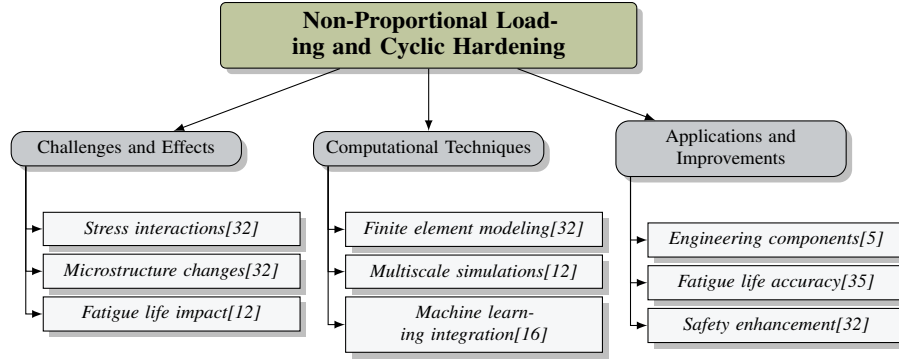 Non-Proportional Load-
ing and Cyclic Hardening
Challenges and Effects
Stress interactions[32]
Microstructure changes[32]
Fatigue life impact[12]
Computational Techniques
Finite element modeling[32]
Multiscale simulations[12]
Machine learn-
ing integration[16]
Applications and
Improvements
Engineering components[5]
Fatigue life accuracy[35]
Safety enhancement[32]